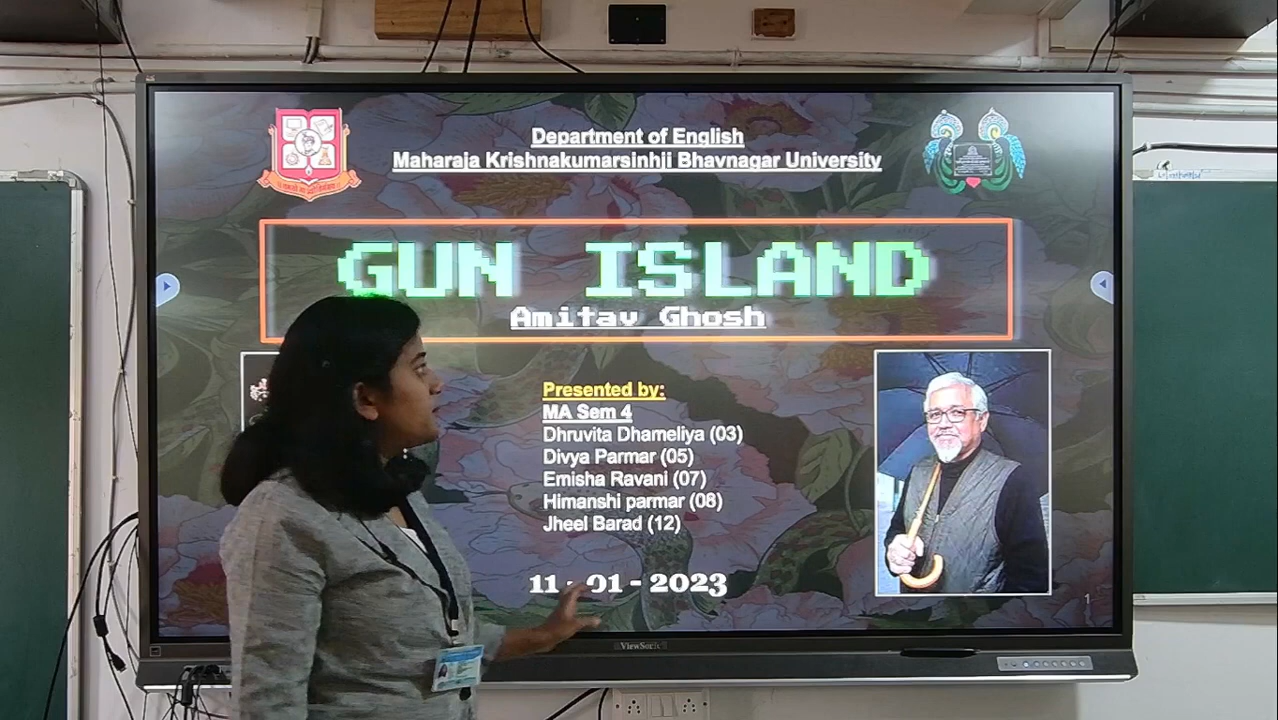 Department of English
Maharaja Krishnakumarsinhji Bhavnagar University
GUN ISLAND
Amitav Ghosh
Presented by:
MA Sem 4
Dhruvita Dhameliya (03)
Divya Parmar (05)
Emisha Ravani (07)
Himanshi parmar (08)
Jheel Barad (12)
11 - 01 - 2023
1
ViewSonic